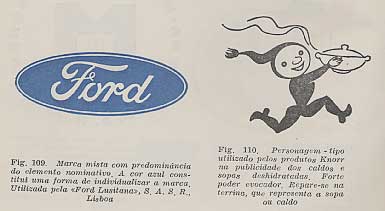 Ford
Fig. 109. Marca mista com predominância
do elemento nominativo. A cor azul cons-
titui uma forma de individualizar a marca.
Utilizada pela «Ford Lusitana», S. A. S. R.,
Lisboa
Fig. 110. Personagem-tipo
utilizado pelos produtos Knorr
na publicidade dos caldos e
sopas deshidratadas. Forte
poder evocador. Repare-se na
terrina, que representa a sopa
ou caldo